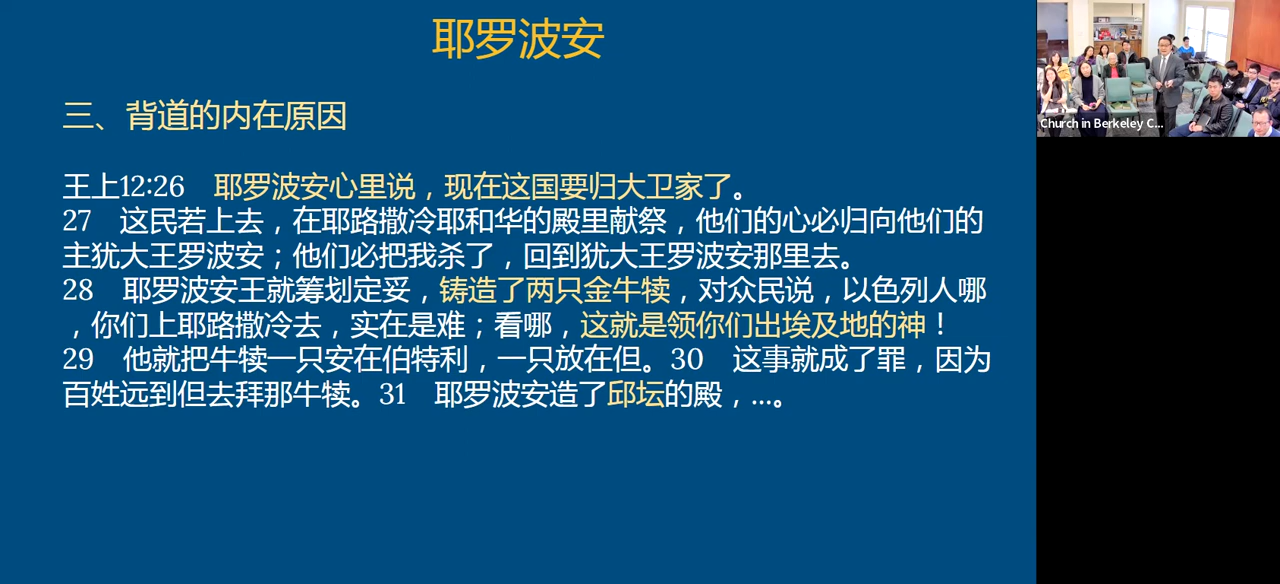 耶罗波安
三、背道的内在原因
王上12:26　耶罗波安心里说，现在这国要归大卫家了。
27　这民若上去，在耶路撒冷耶和华的殿里献祭，他们的心必归向他们的
主犹大王罗波安；他们必把我杀了，回到犹大王罗波安那里去。
28　耶罗波安王就筹划定妥，铸造了两只金牛犊，对众民说，以色列人哪
，你们上耶路撒冷去，实在是难；看哪，这就是领你们出埃及地的神！
29　他就把牛犊一只安在伯特利，一只放在但。30　这事就成了罪，因为
百姓远到但去拜那牛犊。31　耶罗波安造了邱坛的殿，…。
Church in Berkeley C...